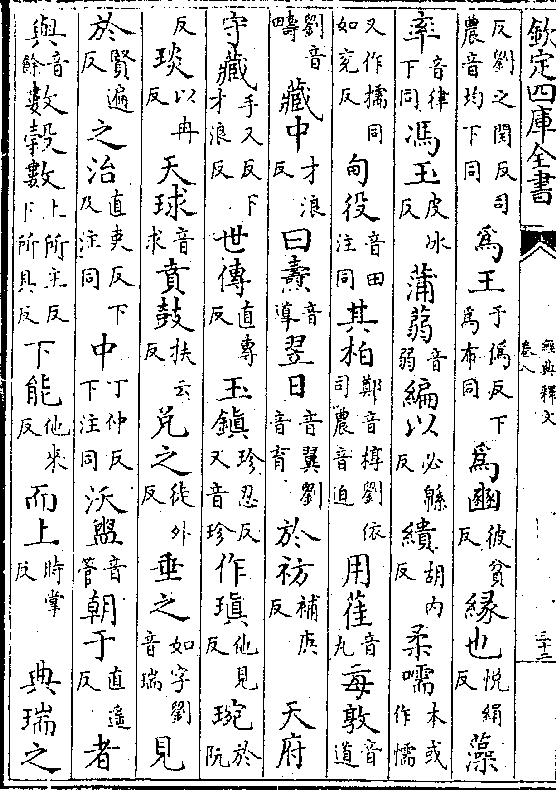 欽定四庫全書
經典釋文
卷八
三十二
反劉之閏反司農音均下同為王于偽反下為布同為豳彼貧反緣也悅絹反藻
率音律下同馮玉皮冰反蒲蒻音弱編以必緜反繢胡內反柔嚅本或作懦
又作擩同如兗反甸役音田注同其柏鄭音椁劉依司農音迫用萑音丸每敦音道
劉音疇藏中才浪反曰燾音導翌日音翼劉音育於祊補庚反天府
守藏手又反下才浪反世傳直專反玉鎮珍忍反又音珍作瑱他見反琬於阮
反琰以冉反天球音求賁鼓扶云反兌之徒外反垂之如字劉音瑞見
於賢遍反之治直吏反下及注同中丁仲反下注同沃盥音管朝于直遙反者
與音餘數穀數上所主反下所具反下能他來反而上時掌反典瑞之